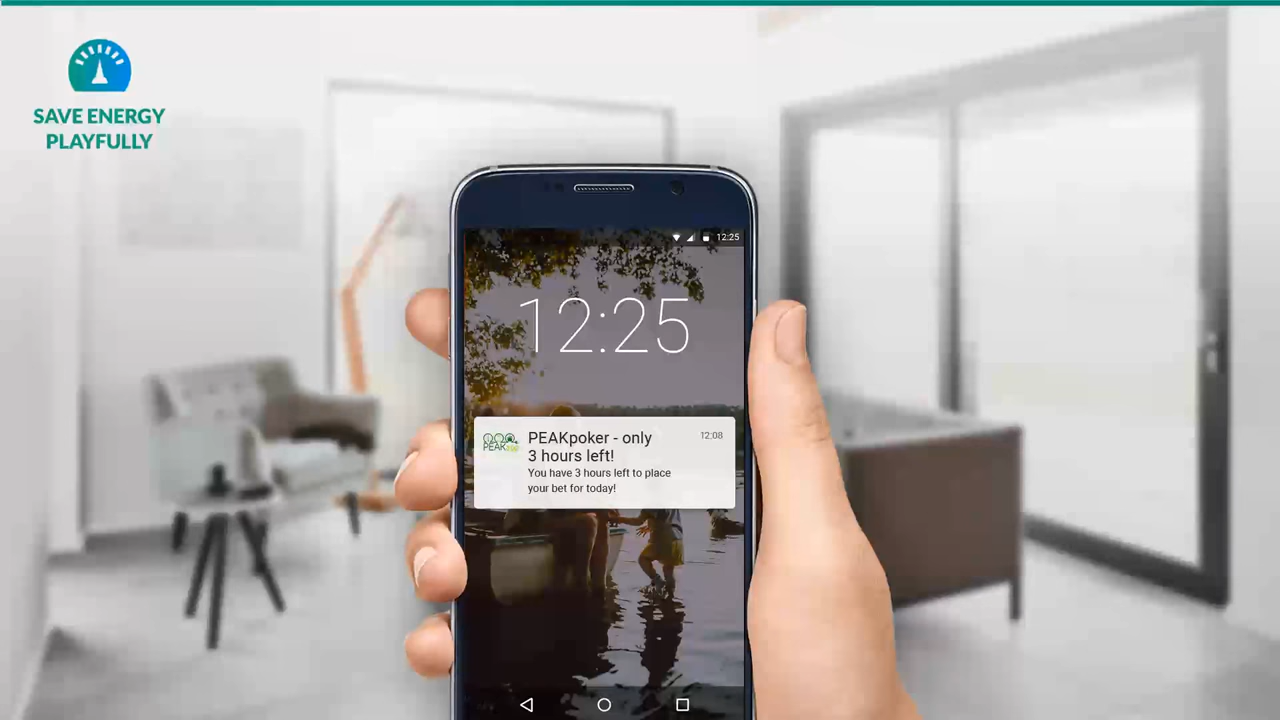 SAVE ENERGY
PLAYFULLY
12:25
12:25
PEAKpoker - only
12:08
3 hours left!
PEAK
You have 3 hours left to place
your bet for today!